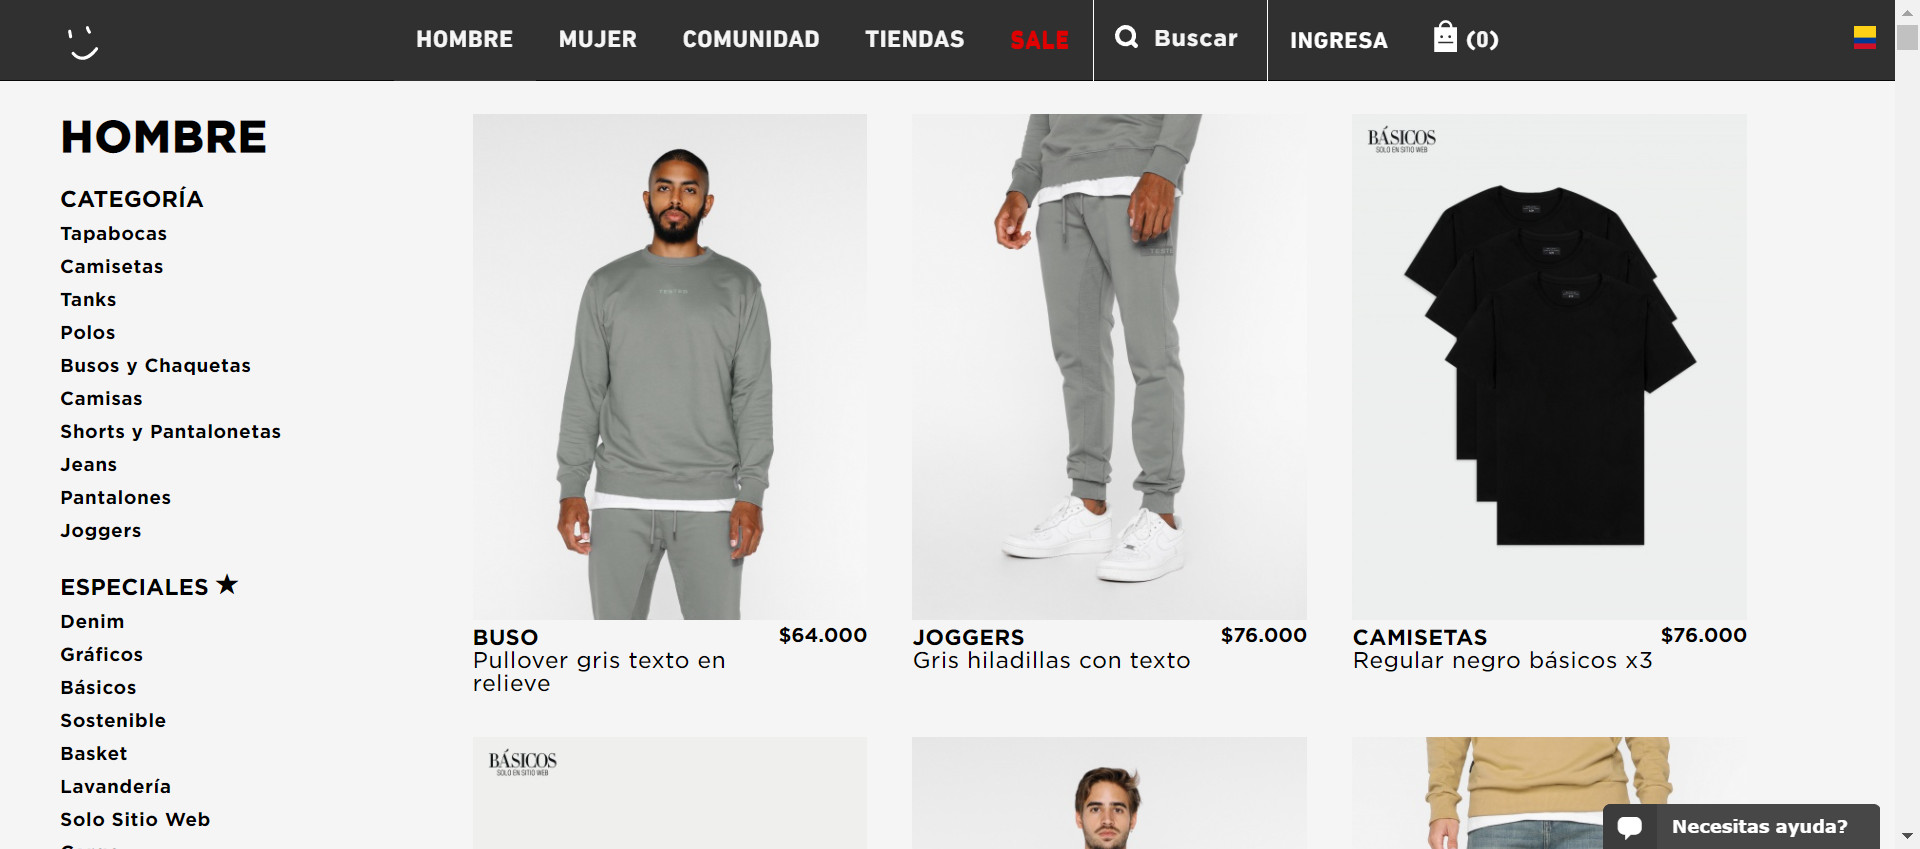 HOMBRE MUJER COMUNIDAD TIENDAS SALE Buscar INGRESA (0)
HOMBRE
CATEGORÍA
Tapabocas
Camisetas
Tanks
Polos
Busos y Chaquetas
Camisas
Shorts y Pantalonetas
Jeans
Pantalones
Joggers
ESPECIALES ★
Denim
Gráficos
Básicos
Sostenible
Basket
Lavandería
Solo Sitio Web
BUSO $64.000
Pullover gris texto en
relieve
JOGGERS $76.000
Gris hiladillas con texto
BÁSICOS
SOLO EN SITIO WEB
CAMISETAS $76.000
Regular negro básicos x3
BÁSICOS
SOLO EN SITIO WEB
Necesitas ayuda?